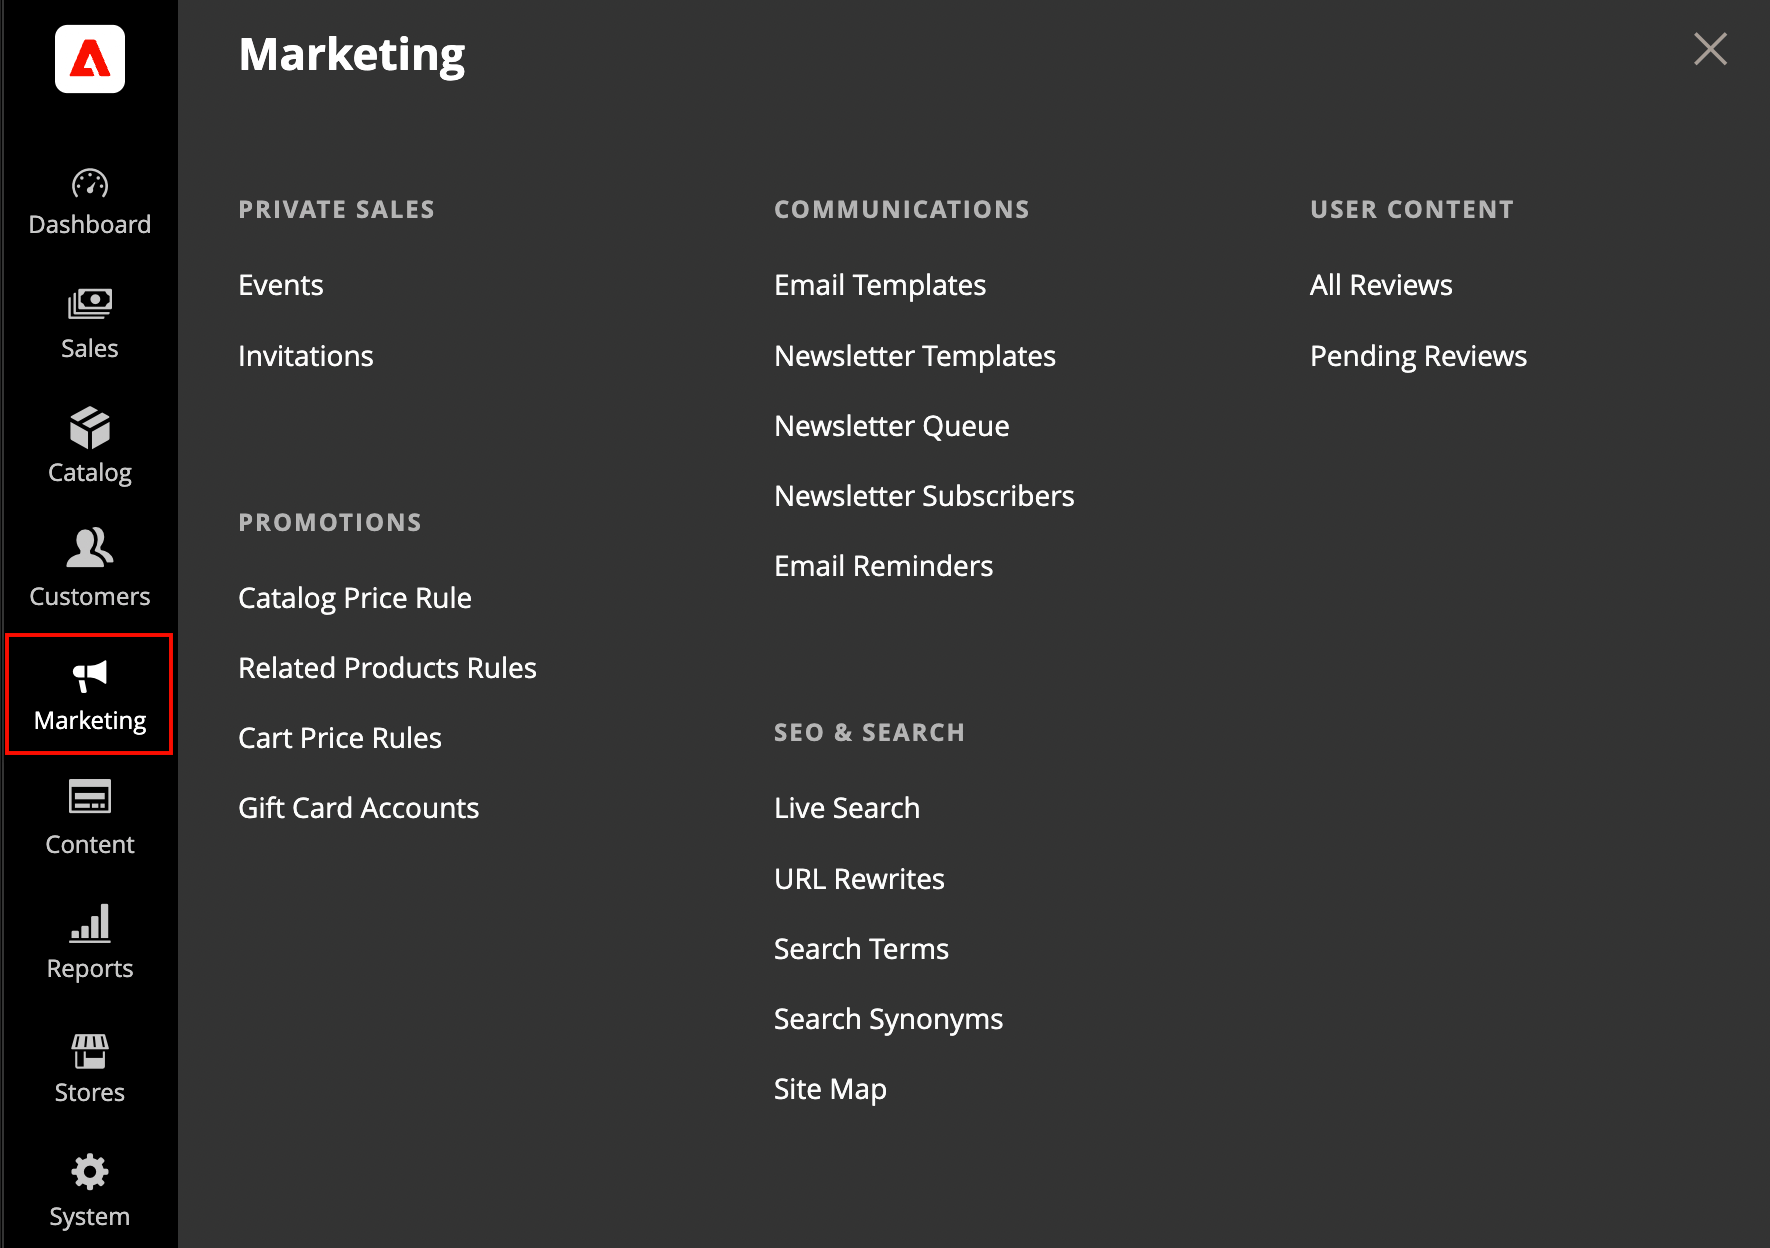 Dashboard
Sales
Catalog
Customers
Marketing
Content
Reports
Stores
System
Marketing
PRIVATE SALES
Events
Invitations
PROMOTIONS
Catalog Price Rule
Related Products Rules
Cart Price Rules
Gift Card Accounts
COMMUNICATIONS
Email Templates
Newsletter Templates
Newsletter Queue
Newsletter Subscribers
Email Reminders
SEO & SEARCH
Live Search
URL Rewrites
Search Terms
Search Synonyms
Site Map
USER CONTENT
All Reviews
Pending Reviews